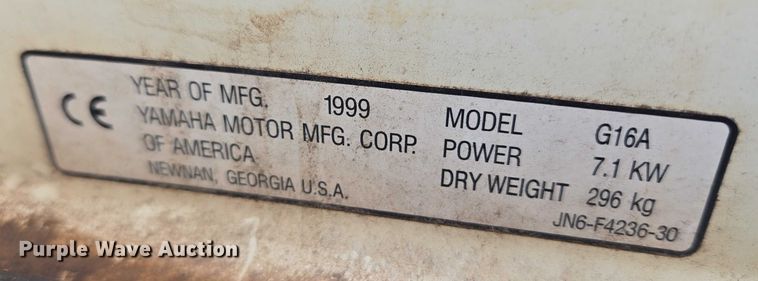 CE
YEAR OF MFG. 1999
YAMAHA MOTOR MFG. CORP.
OF AMERICA
NEWNAN, GEORGIA U.S.A.
MODEL G16A
POWER 7.1 KW
DRY WEIGHT 296 kg
JN6-F4236-30
Purple Wave Auction